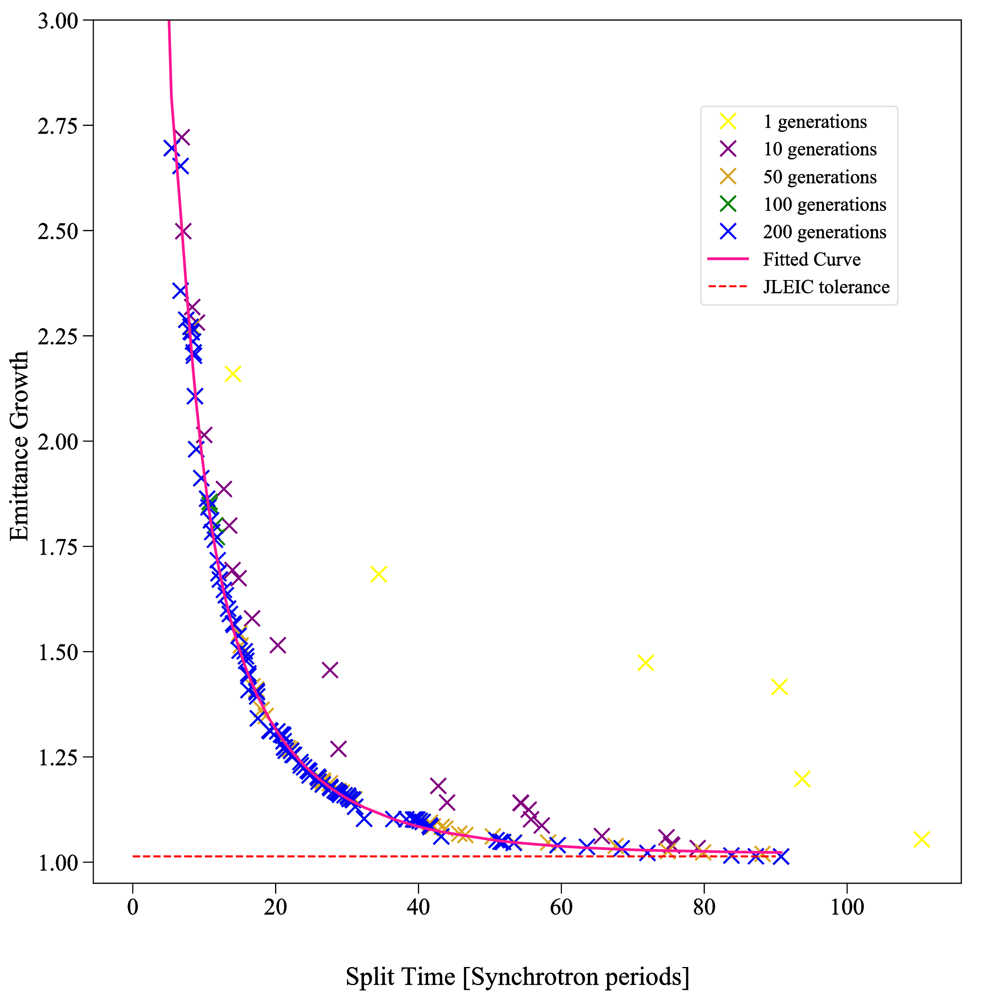 3.00
2.75
2.50
2.25
2.00
1.75
1.50
1.25
1.00
Emittance Growth
1 generations
10 generations
50 generations
100 generations
200 generations
Fitted Curve
JLEIC tolerance
0 20 40 60 80 100
Split Time [Synchrotron periods]